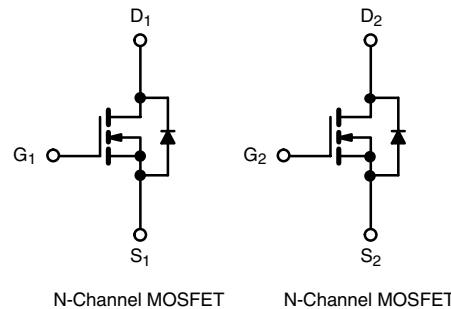 D1
D2
G1
G2
S1
S2
N-Channel MOSFET
N-Channel MOSFET